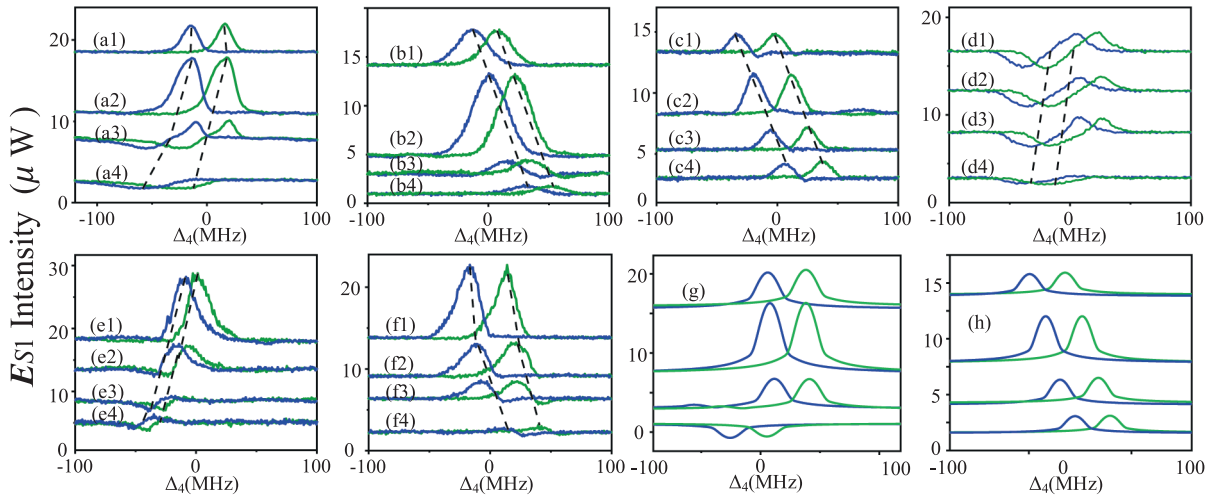 ES1 Intensity (μ W)
20
10
0
(a1)
(a2)
(a3)
(a4)
-100
0
100
Δ4(MHz)
15
10
5
0
(b1)
(b2)
(b3)
(b4)
-100
0
100
Δ4(MHz)
15
10
5
0
(c1)
(c2)
(c3)
(c4)
-100
0
100
Δ4(MHz)
20
10
0
(d1)
(d2)
(d3)
(d4)
-100
0
100
Δ4(MHz)
30
20
10
0
(e1)
(e2)
(e3)
(e4)
-100
0
100
Δ4(MHz)
20
10
0
(f1)
(f2)
(f3)
(f4)
-100
0
100
Δ4(MHz)
20
10
0
(g)
-100
0
100
Δ4(MHz)
15
10
5
0
(h)
-100
0
100
Δ4(MHz)